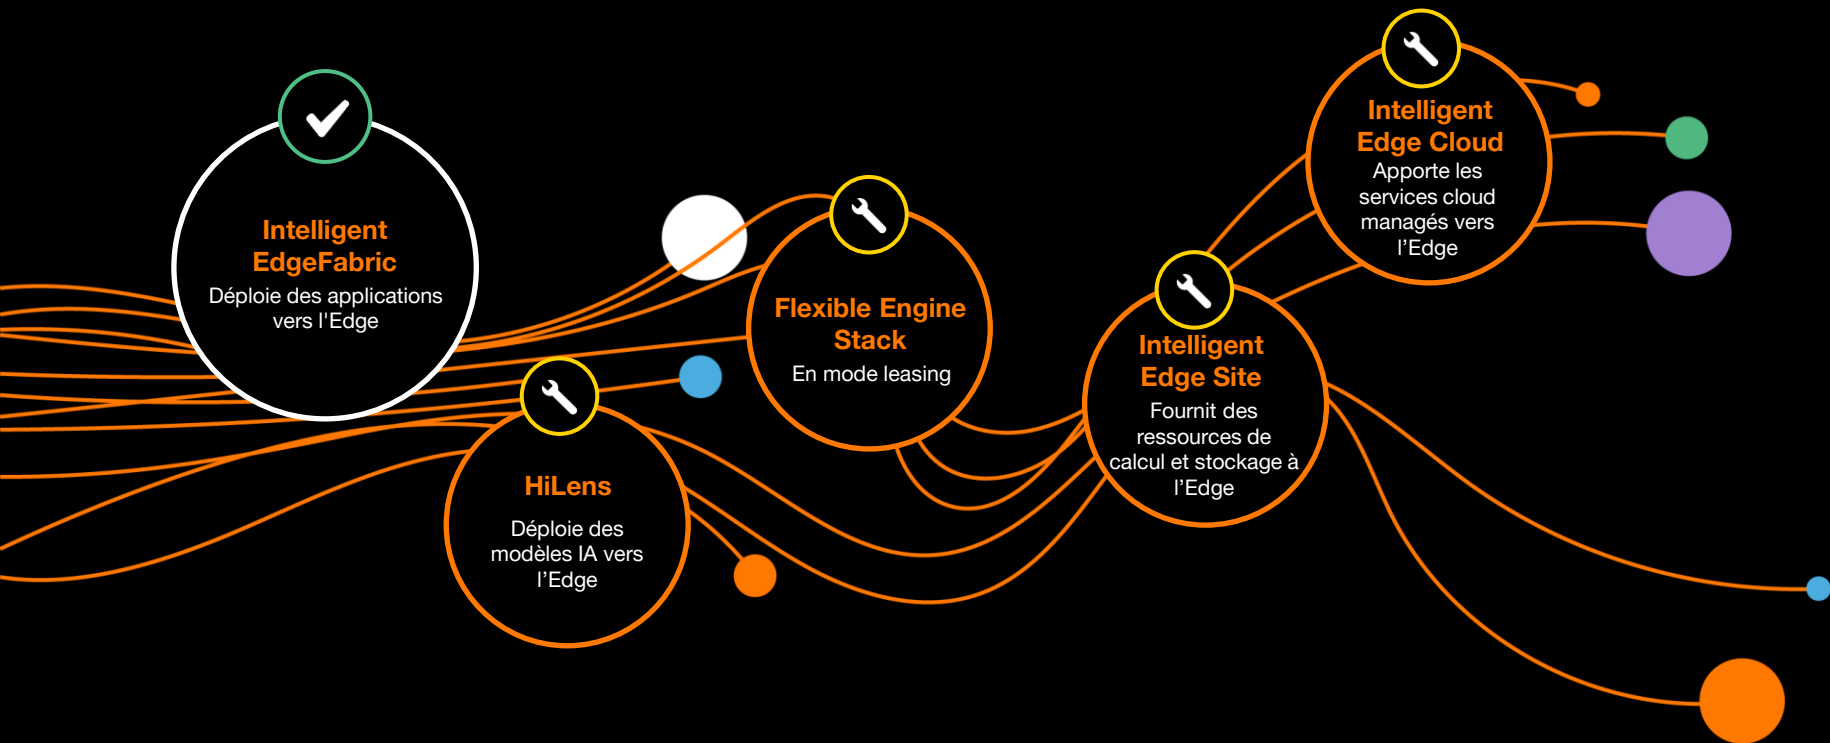 Intelligent
EdgeFabric
Déploie des applications
vers l'Edge
HiLens
Déploie des
modèles IA vers
l’Edge
Flexible Engine
Stack
En mode leasing
Intelligent
Edge Site
Fournit des
ressources de
calcul et stockage à
l’Edge
Intelligent
Edge Cloud
Apporte les
services cloud
managés vers
l’Edge